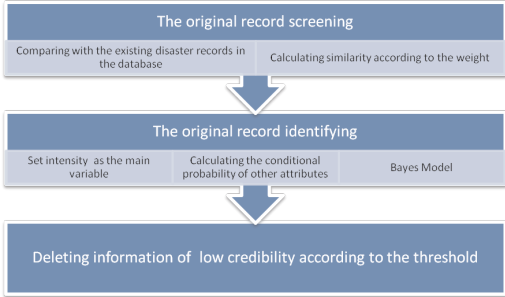 The original record screening
Comparing with the existing disaster records in
the database
Calculating similarity according to the weight
The original record identifying
Set intensity as the main
variable
Calculating the conditional
probability of other attributes
Bayes Model
Deleting information of low credibility according to the threshold